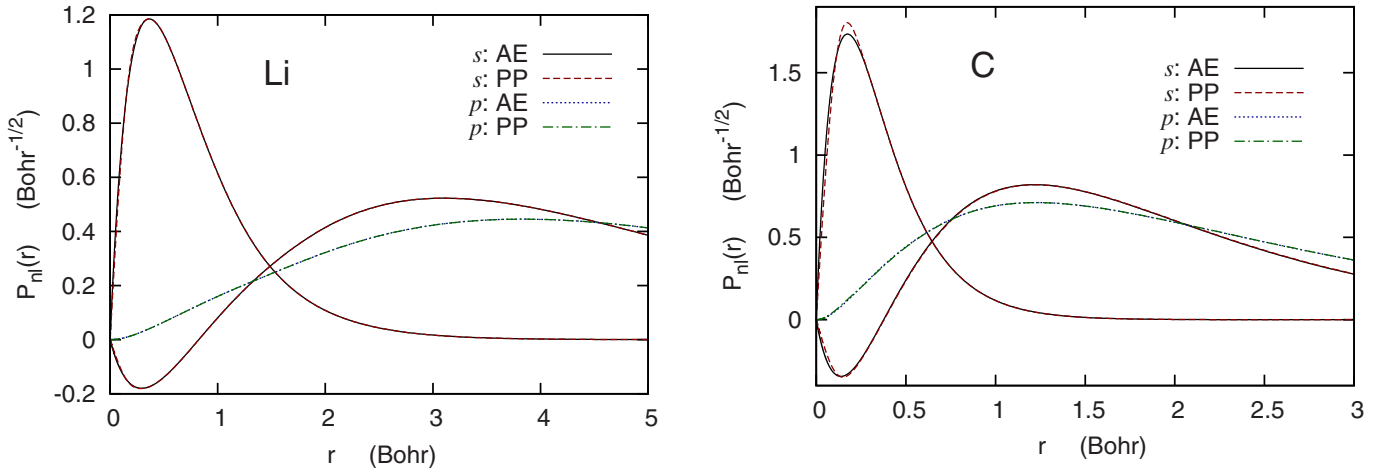 1.2
1
0.8
0.6
0.4
0.2
0
-0.2
P_nl(r) (Bohr^-1/2)
Li
s: AE
s: PP
p: AE
p: PP
0 1 2 3 4 5
r (Bohr)
1.5
1
0.5
0
P_nl(r) (Bohr^-1/2)
C
s: AE
s: PP
p: AE
p: PP
0 0.5 1 1.5 2 2.5 3
r (Bohr)